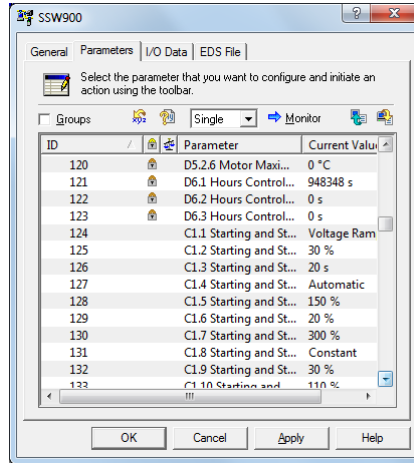 SSW900
General Parameters I/O Data EDS File
Select the parameter that you want to configure and initiate an
action using the toolbar.
Groups Single Monitor
ID Parameter Current Valu
120 D5.2.6 Motor Maxi... 0 °C
121 D6.1 Hours Control... 948348 s
122 D6.2 Hours Control... 0 s
123 D6.3 Hours Control... 0 s
124 C1.1 Starting and St... Voltage Ram
125 C1.2 Starting and St... 30 %
126 C1.3 Starting and St... 20 s
127 C1.4 Starting and St... Automatic
128 C1.5 Starting and St... 150 %
129 C1.6 Starting and St... 20 %
130 C1.7 Starting and St... 300 %
131 C1.8 Starting and St... Constant
132 C1.9 Starting and St... 30 %
133 C1.10 Starting and 110 %
OK Cancel Apply Help